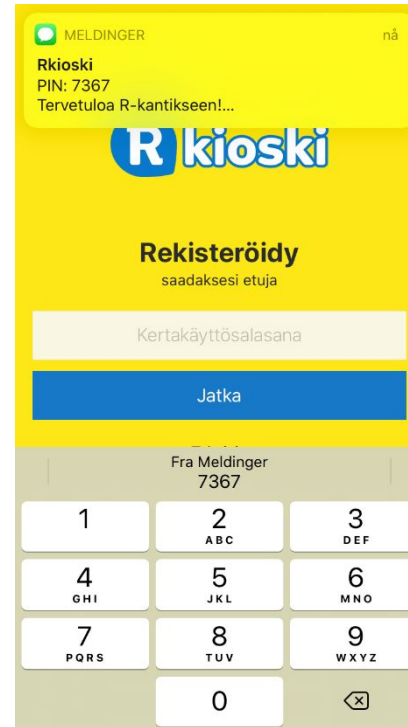 MELDINGER nå
Rkioski
PIN: 7367
Tervetuloa R-kantikseen!...
R kioski
Rekisteröidy
saadaksesi etuja
Kertakäyttösalasana
Jatka
Fra Meldinger
7367
1 2 3
ABC DEF
4 5 6
GHI JKL MNO
7 8 9
PQRS TUV WXYZ
0